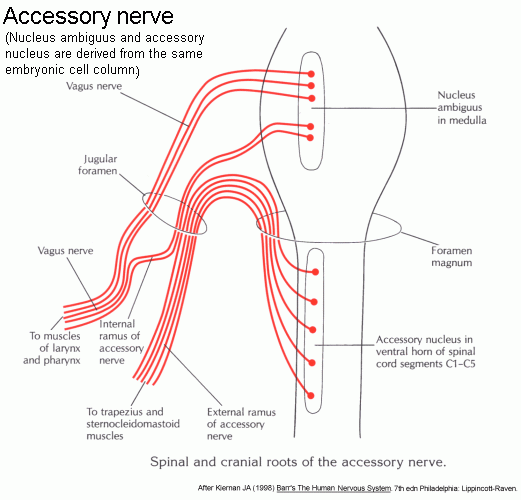 Accessory nerve
(Nucleus ambiguus and accessory
nucleus are derived from the same
embryonic cell column.)
Vagus nerve
Nucleus
ambiguus
in medulla
Jugular
foramen
Vagus nerve
Foramen
magnum
To muscles
of larynx
and pharynx
Internal
ramus of
accessory
nerve
Accessory nucleus in
ventral horn of spinal
cord segments C1–C5
To trapezius and
sternocleidomastoid
muscles
External ramus
of accessory
nerve
Spinal and cranial roots of the accessory nerve.
After Kiernan JA (1998) Barr's The Human Nervous System. 7th edn Philadelphia: Lippincott-Raven.